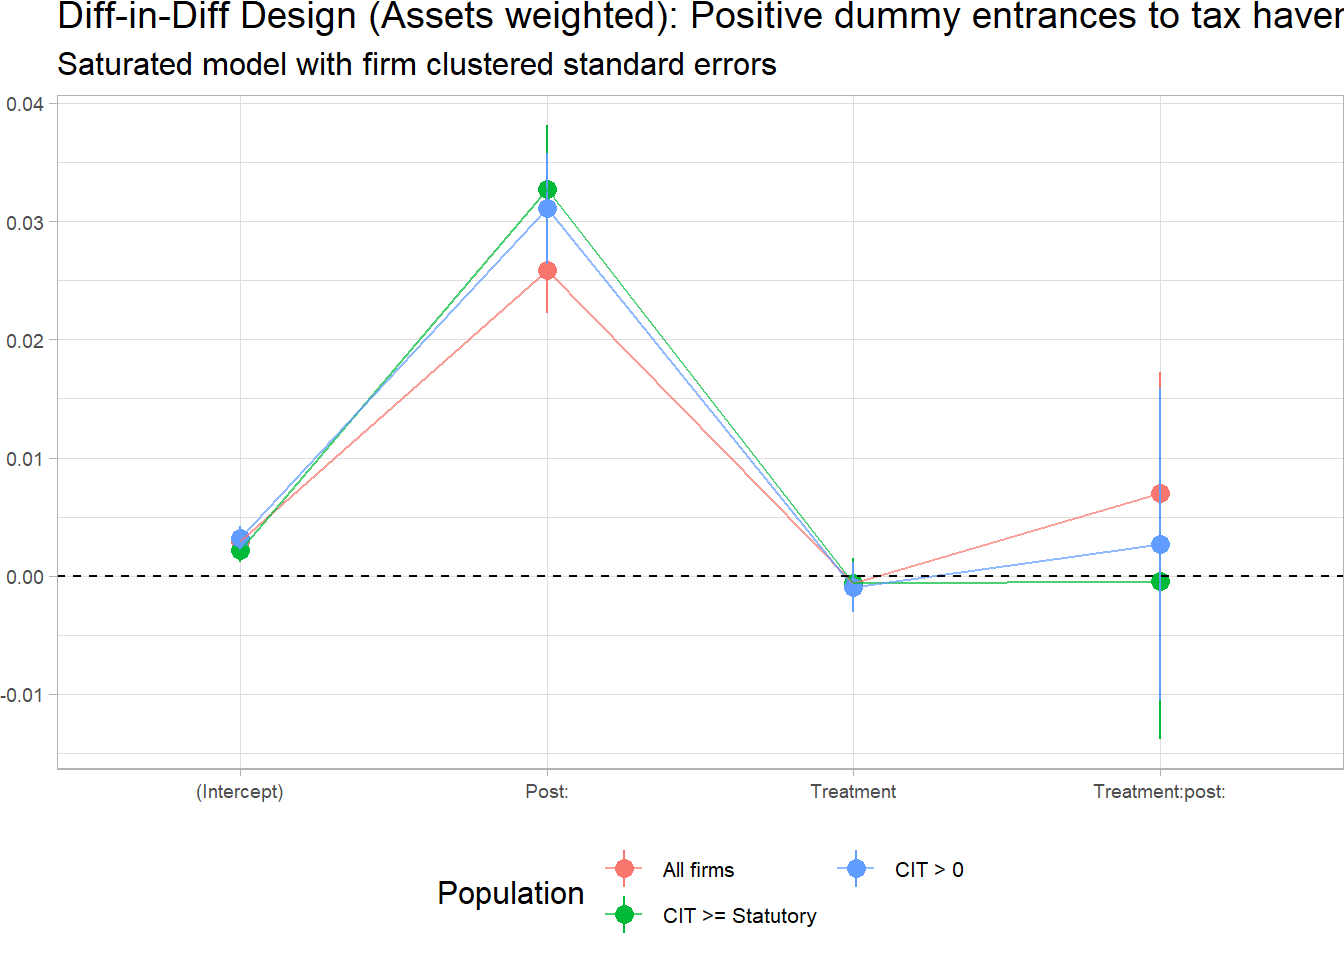 Diff-in-Diff Design (Assets weighted): Positive dummy entrances to tax haven
Saturated model with firm clustered standard errors
0.04
0.03
0.02
0.01
0.00
-0.01
(Intercept) Post: Treatment Treatment:post:
Population
All firms CIT > 0
CIT >= Statutory